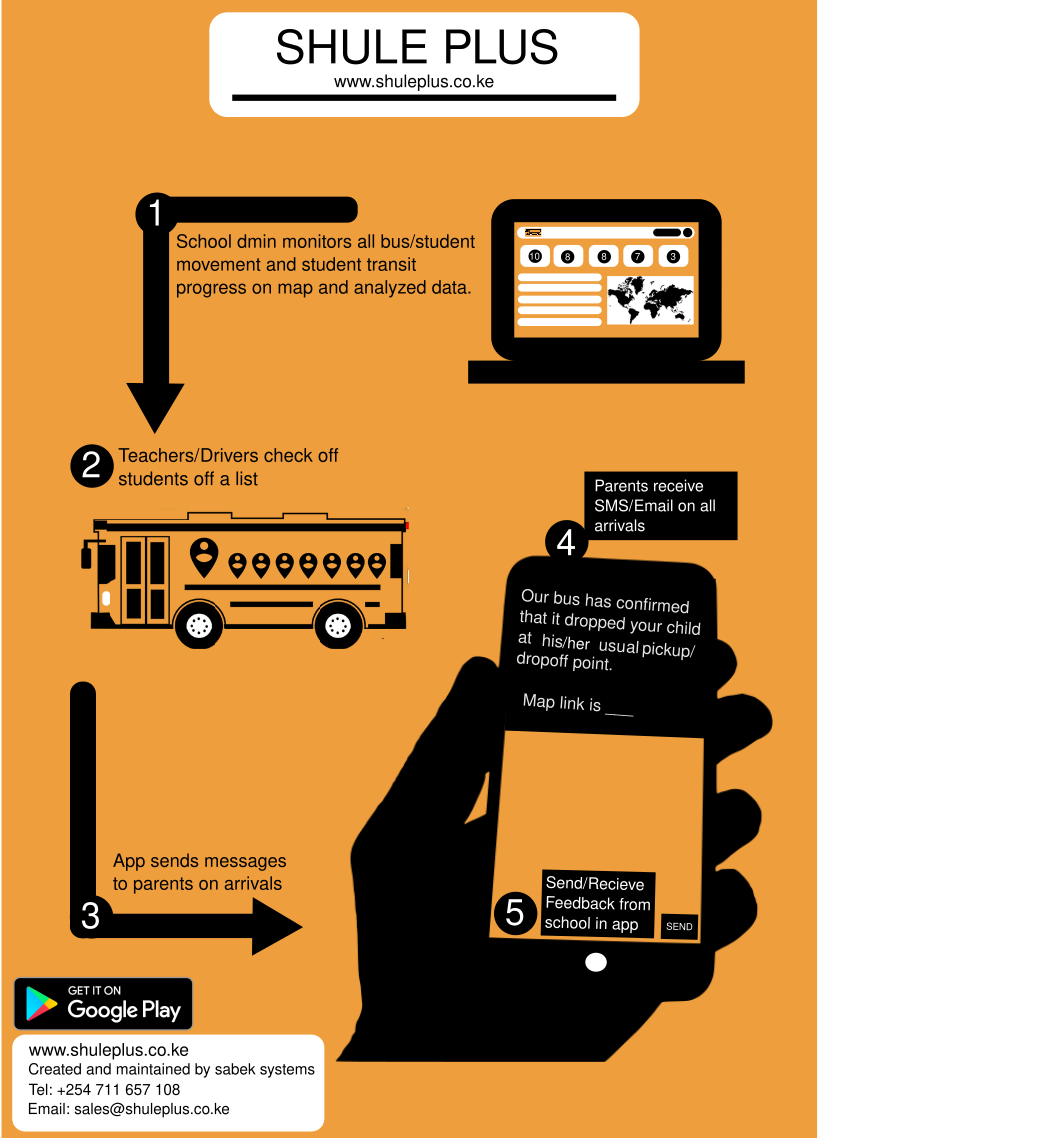 SHULE PLUS
www.shuleplus.co.ke
1
School dmin monitors all bus/student
movement and student transit
progress on map and analyzed data.
10 8 8 7 3
2
Teachers/Drivers check off
students off a list
Parents receive
SMS/Email on all
arrivals
4
Our bus has confirmed
that it dropped your child
at his/her usual pickup/
dropoff point.
Map link is ___
App sends messages
to parents on arrivals
3
5
Send/Recieve
Feedback from
school in app
SEND
GET IT ON
Google Play
www.shuleplus.co.ke
Created and maintained by sabek systems
Tel: +254 711 657 108
Email: sales@shuleplus.co.ke